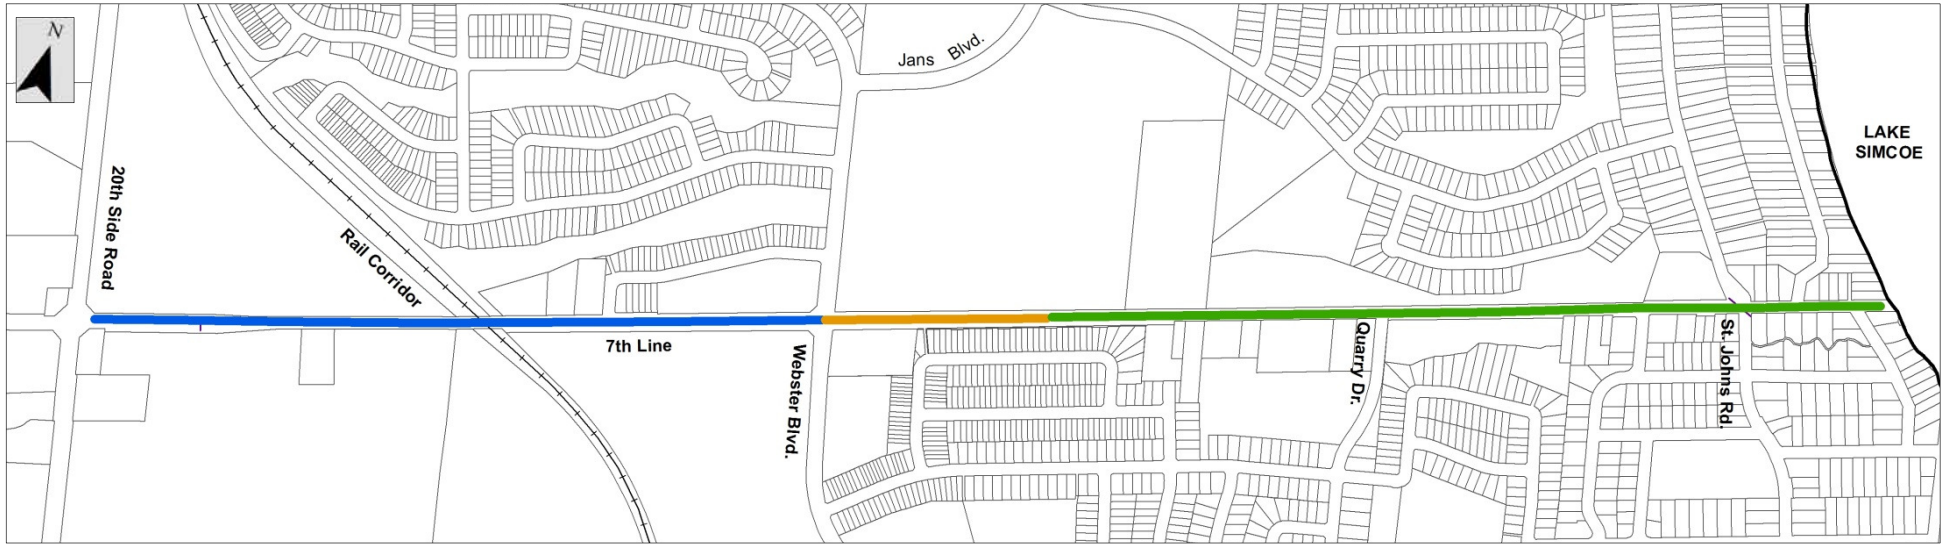 N
Jans Blvd.
LAKE
SIMCOE
20th Side Road
Rail Corridor
7th Line
Webster Blvd.
Quarry Dr.
St. Johns Rd.